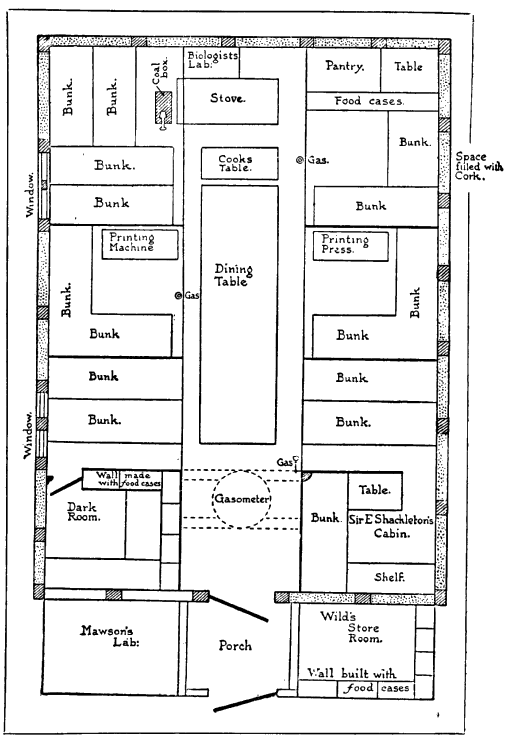 Biologists
Lab:
Pantry.
Table
Coal
box.
Stove.
Food cases.
Bunk.
Bunk.
Bunk.
Bunk.
Cooks
Table.
Gas.
Space
filled with
Cork.
Window.
Bunk
Bunk
Printing
Machine
Printing
Press.
Dining
Table
Gas
Bunk.
Bunk
Bunk
Bunk
Bunk
Bunk.
Bunk.
Bunk.
Window.
Gas
Wall made
with food cases
Gasometer
Table.
Dark
Room.
Bunk.
Sir E Shackleton's
Cabin.
Shelf.
Mawson's
Lab:
Porch
Wild's
Store
Room.
Wall built with
food cases